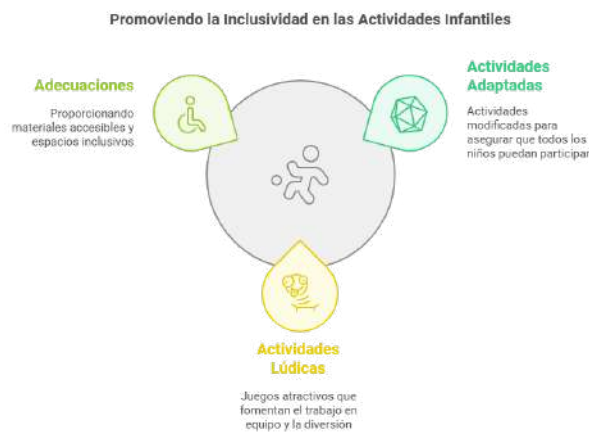 Promoviendo la Inclusividad en las Actividades Infantiles
Adecuaciones
Proporcionando
materiales accesibles y
espacios inclusivos
Actividades
Adaptadas
Actividades
modificadas para
asegurar que todos los
niños puedan participar
Actividades
Lúdicas
Juegos atractivos que
fomentan el trabajo en
equipo y la diversión